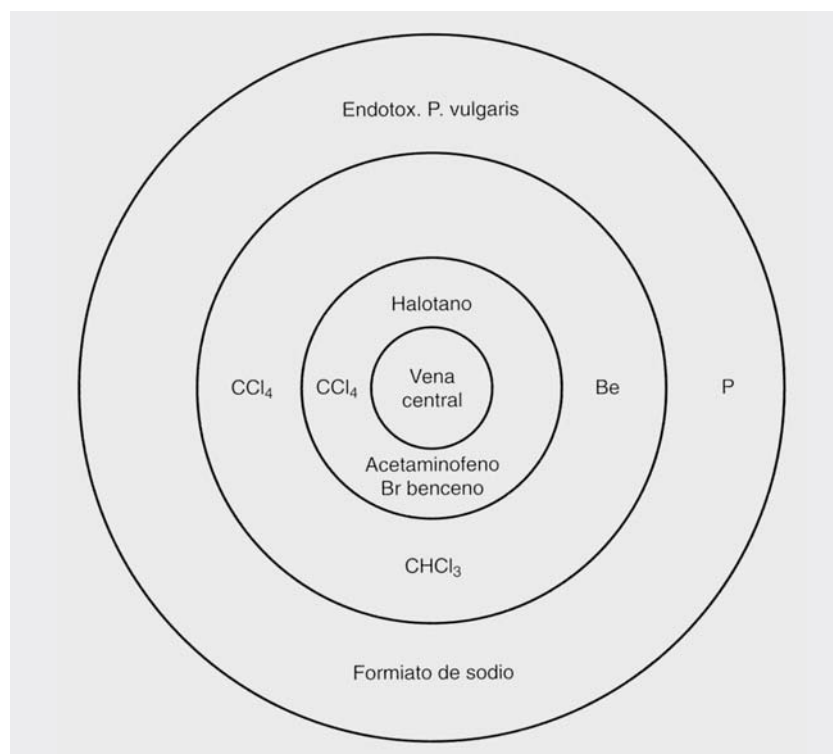 Endotox. P. vulgaris
Halotano
CCl₄
CCl₄
Vena
central
Be
P
Acetaminofeno
Br benceno
CHCl₃
Formiato de sodio